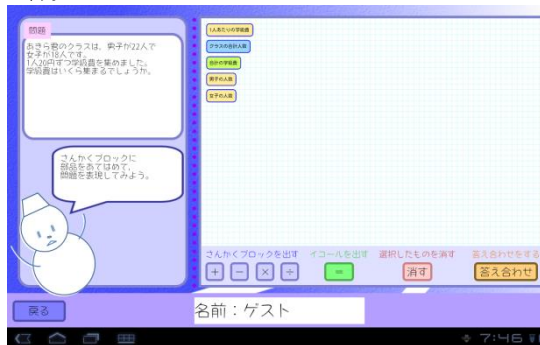 問題
あきら君のクラスは、男子が22人で
女子が18人です。
1人20円ずつ学級費を集めました。
学級費はいくら集まるでしょうか。
さんかくブロックに
部品をあてはめて、
問題を表現してみよう。
1人あたりの学級費
クラスの合計人数
合計の学級費
男子の人数
女子の人数
さんかくブロックを出す イコールを出す 選択したものを消す 答え合わせをする
+ - × ÷ = 消す 答え合わせ
戻る
名前：ゲスト
7:46